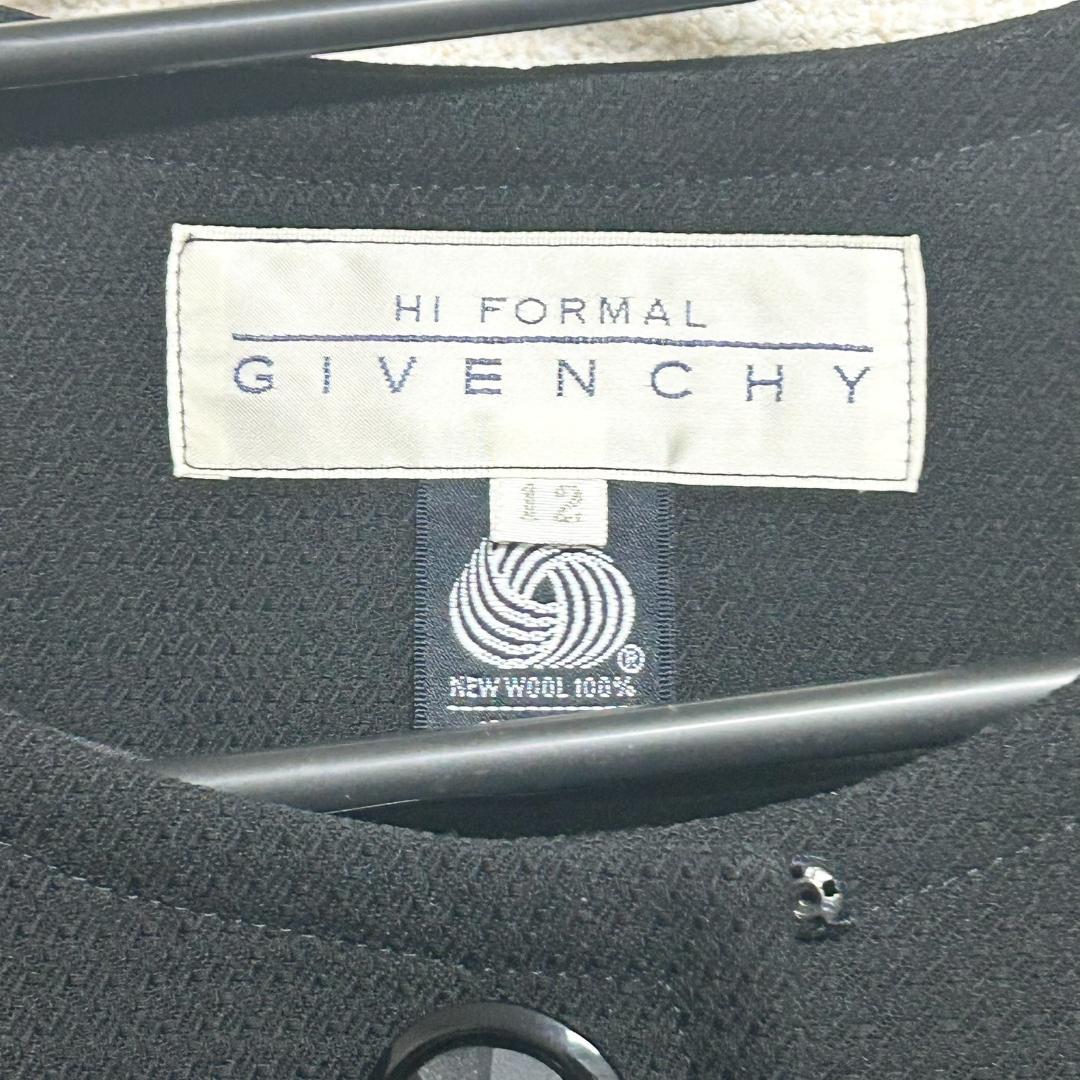 HI FORMAL
GIVENCHY
12
®
NEW WOOL 100%